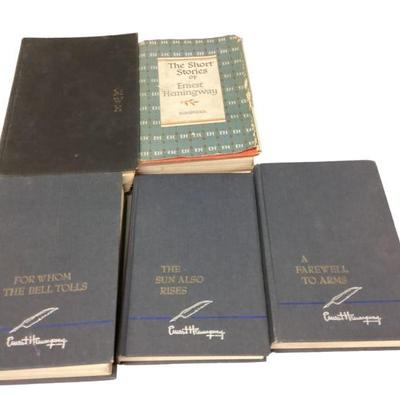 The Short
Stories
of
Ernest
Hemingway
FOR WHOM
THE BELL TOLLS
Ernest Hemingway
THE
SUN ALSO
RISES
Ernest Hemingway
A
FAREWELL
TO ARMS
Ernest Hemingway